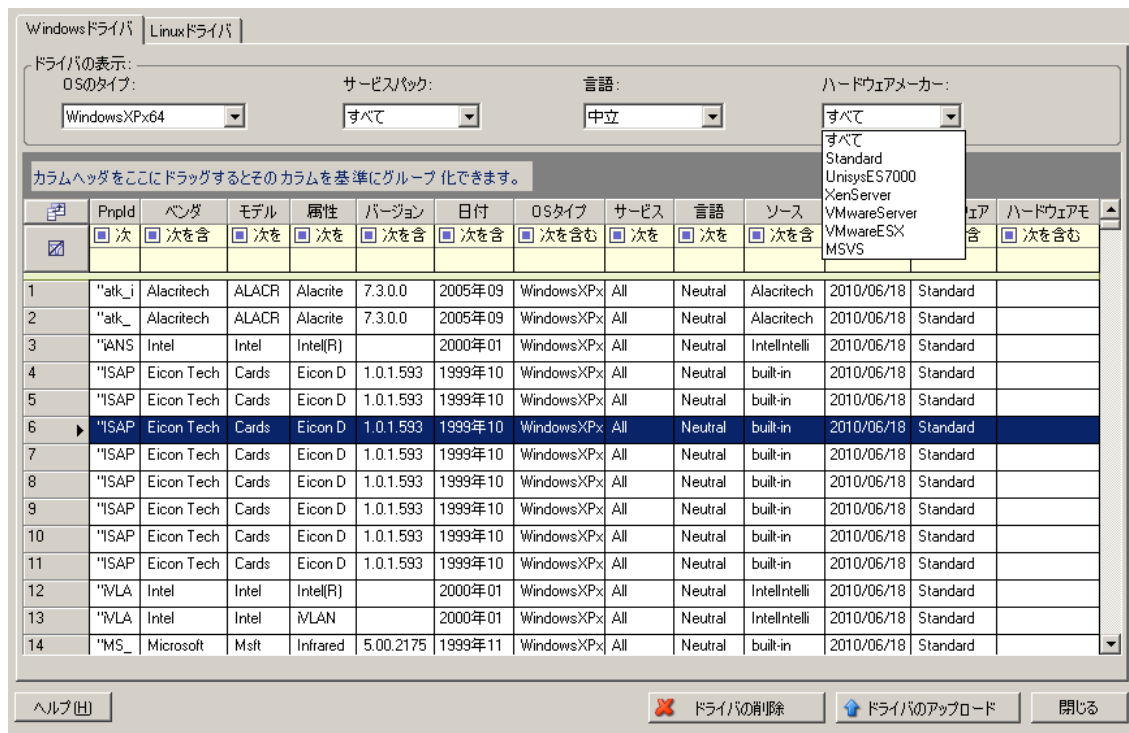 Windowsドライバ Linuxドライバ
ドライバの表示:
OSのタイプ: サービスパック: 言語: ハードウェアメーカー:
WindowsXPx64 すべて 中立 すべて
すべて
Standard
UnisysES7000
XenServer
VMwareServer
VMwareESX
MSVS
カラムヘッダをここにドラッグするとそのカラムを基準にグループ化できます。
PnpId ベンダ モデル 属性 バージョン 日付 OSタイプ サービス 言語 ソース ェア ハードウェアモ
次 次を含 次を 次を 次を含 次を含 次を含む 次を 次を 次を含 含 次を含む
1 "atk_i Alacritech ALACR Alacrite 7.3.0.0 2005年09 WindowsXPx All Neutral Alacritech 2010/06/18 Standard
2 "atk_ Alacritech ALACR Alacrite 7.3.0.0 2005年09 WindowsXPx All Neutral Alacritech 2010/06/18 Standard
3 "iANS Intel Intel Intel(R) 2000年01 WindowsXPx All Neutral IntelIntelli 2010/06/18 Standard
4 "ISAP Eicon Tech Cards Eicon D 1.0.1.593 1999年10 WindowsXPx All Neutral built-in 2010/06/18 Standard
5 "ISAP Eicon Tech Cards Eicon D 1.0.1.593 1999年10 WindowsXPx All Neutral built-in 2010/06/18 Standard
6 "ISAP Eicon Tech Cards Eicon D 1.0.1.593 1999年10 WindowsXPx All Neutral built-in 2010/06/18 Standard
7 "ISAP Eicon Tech Cards Eicon D 1.0.1.593 1999年10 WindowsXPx All Neutral built-in 2010/06/18 Standard
8 "ISAP Eicon Tech Cards Eicon D 1.0.1.593 1999年10 WindowsXPx All Neutral built-in 2010/06/18 Standard
9 "ISAP Eicon Tech Cards Eicon D 1.0.1.593 1999年10 WindowsXPx All Neutral built-in 2010/06/18 Standard
10 "ISAP Eicon Tech Cards Eicon D 1.0.1.593 1999年10 WindowsXPx All Neutral built-in 2010/06/18 Standard
11 "ISAP Eicon Tech Cards Eicon D 1.0.1.593 1999年10 WindowsXPx All Neutral built-in 2010/06/18 Standard
12 "iVLA Intel Intel Intel(R) 2000年01 WindowsXPx All Neutral IntelIntelli 2010/06/18 Standard
13 "iVLA Intel Intel iVLAN 2000年01 WindowsXPx All Neutral IntelIntelli 2010/06/18 Standard
14 "MS_ Microsoft Msft Infrared 5.00.2175 1999年11 WindowsXPx All Neutral built-in 2010/06/18 Standard
ヘルプ(H) ドライバの削除 ドライバのアップロード 閉じる